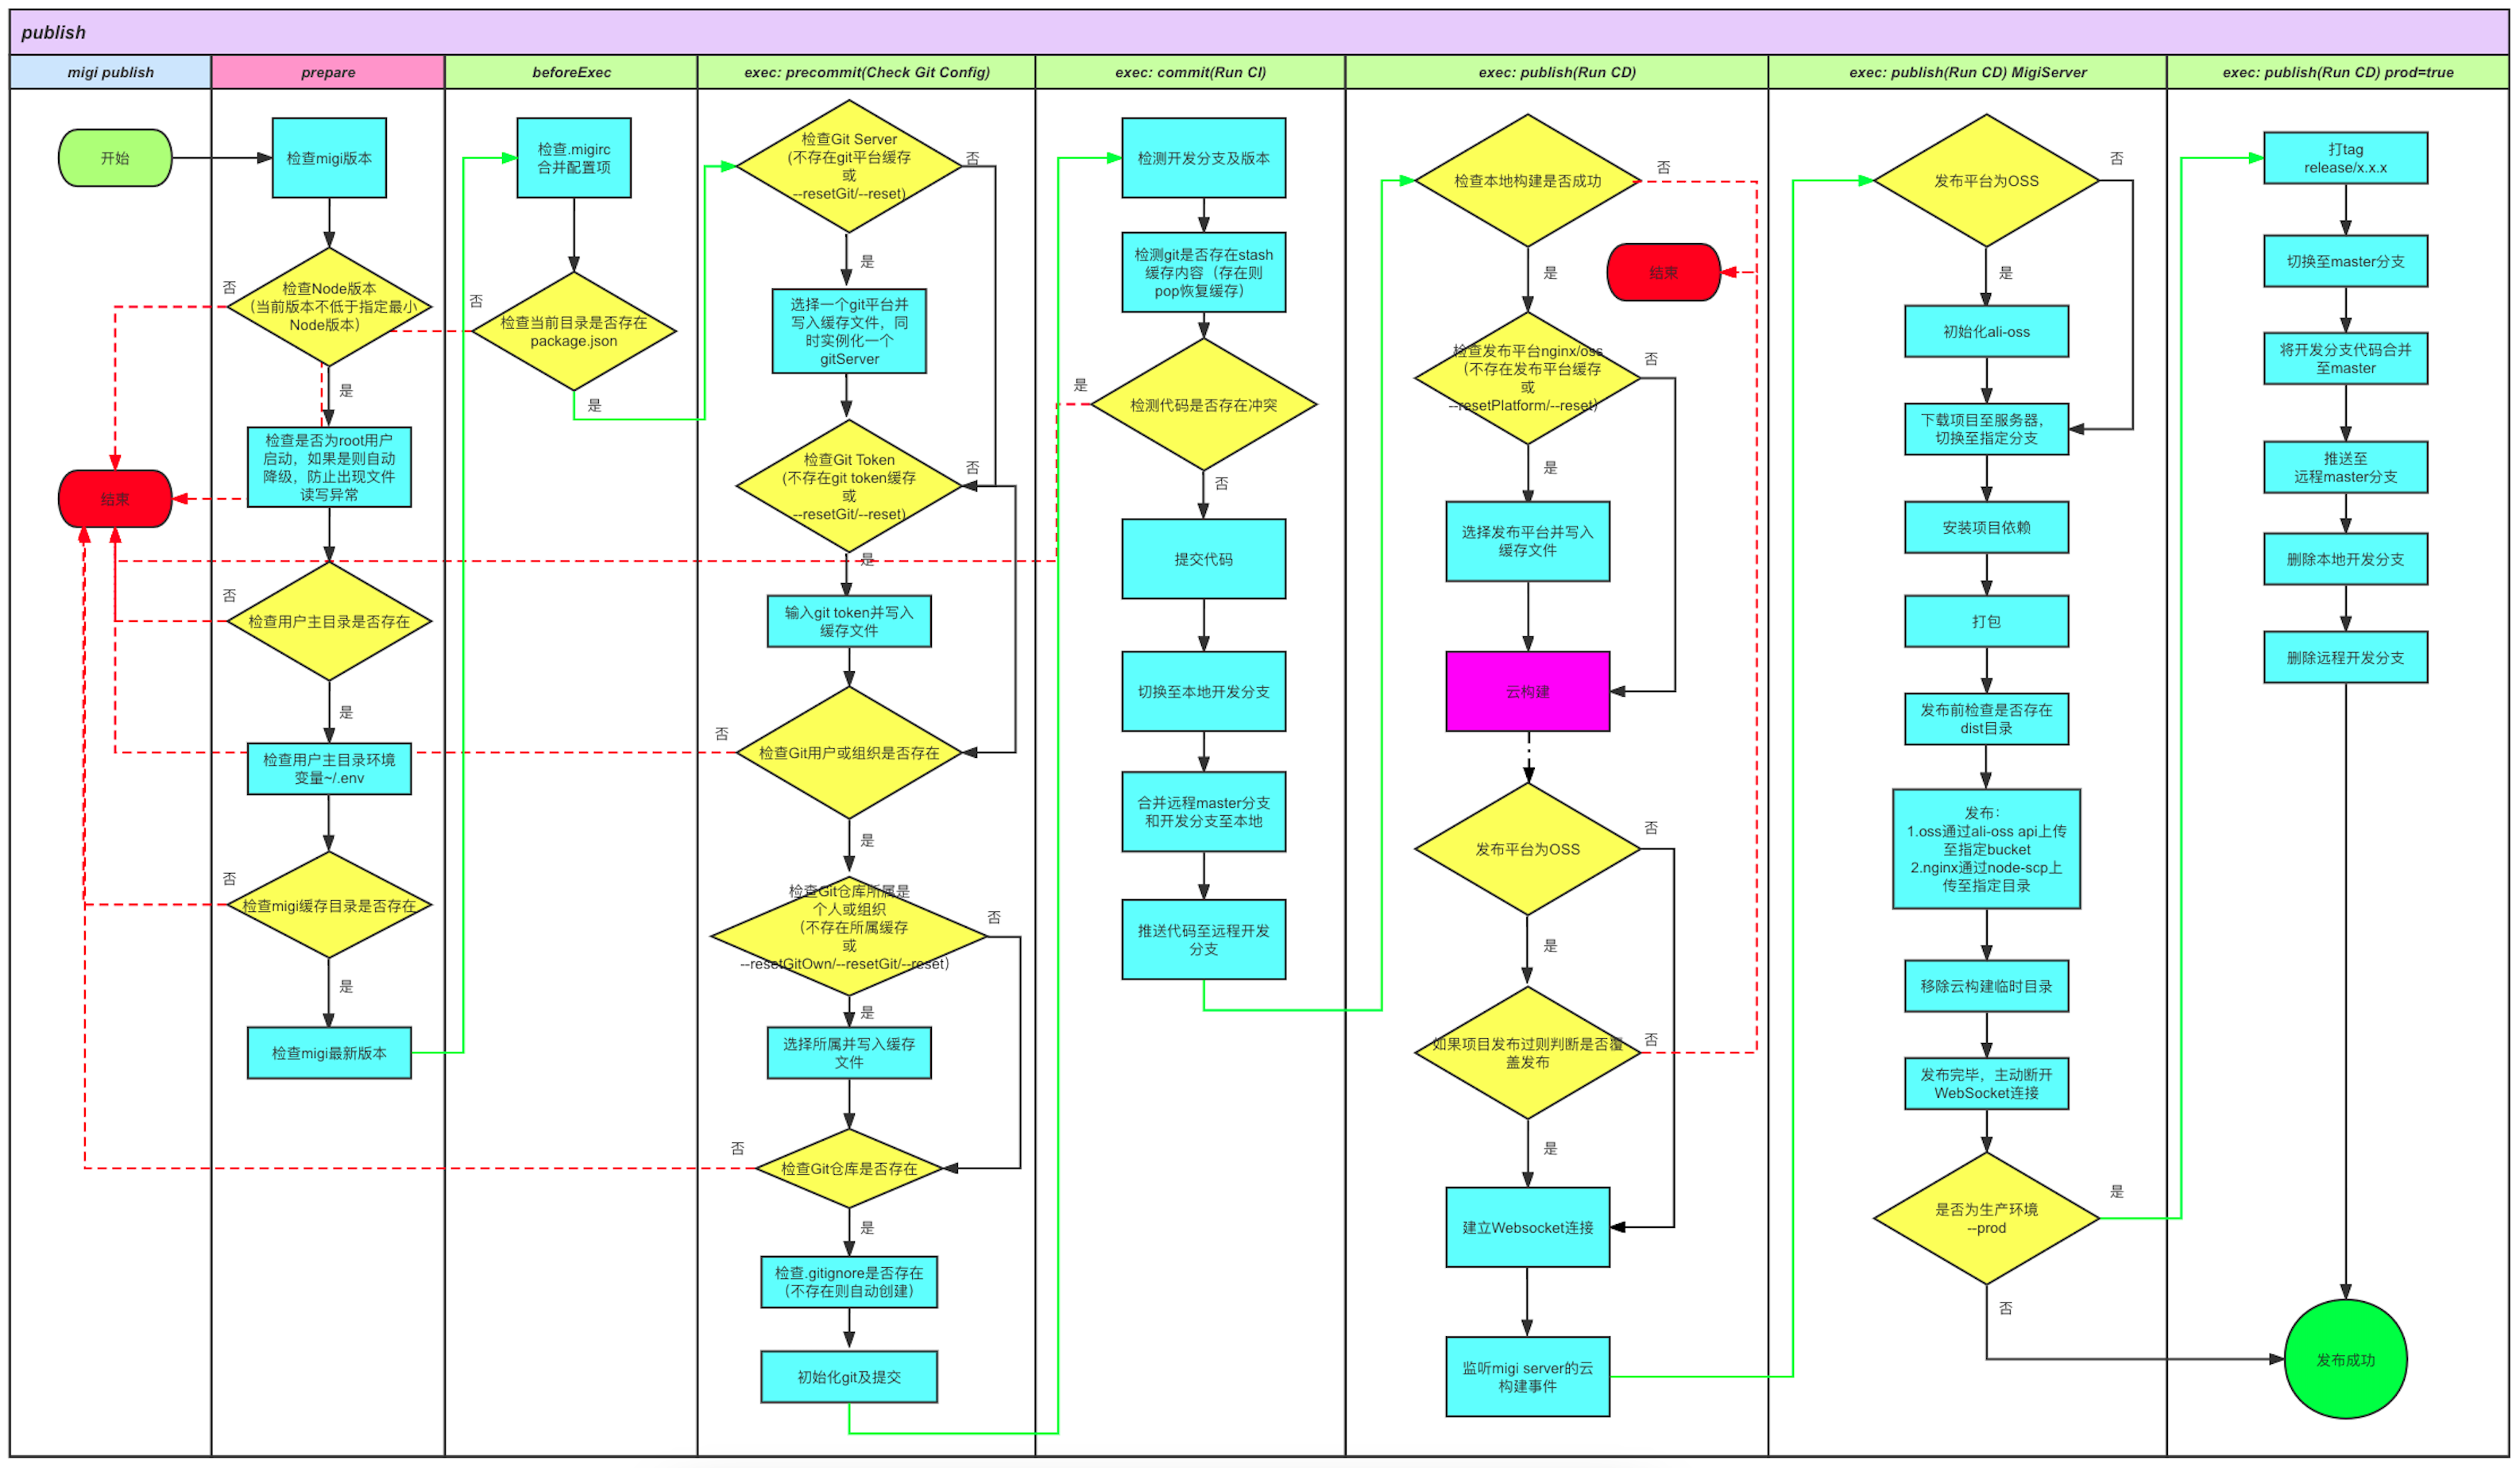 publish
migi publish
prepare
beforeExec
exec: precommit(Check Git Config)
exec: commit(Run CI)
exec: publish(Run CD)
exec: publish(Run CD) MigiServer
exec: publish(Run CD) prod=true
开始
结束
检查migi版本
检查Node版本
（当前版本不低于指定最小
Node版本）
否
是
检查是否为root用户
启动，如果是则自动
降级，防止出现文件
读写异常
检查用户主目录是否存在
否
是
检查用户主目录环境
变量~/.env
检查migi缓存目录是否存在
否
是
检查migi最新版本
检查.migirc
合并配置项
检查当前目录是否存在
package.json
否
是
检查Git Server
(不存在git平台缓存
或
--resetGit/--reset)
否
是
选择一个git平台并
写入缓存文件，同
时实例化一个
gitServer
检查Git Token
(不存在git token缓存
或
--resetGit/--reset)
否
是
输入git token并写入
缓存文件
检查Git用户或组织是否存在
否
是
检查Git仓库所属是
个人或组织
（不存在所属缓存
或
--resetGitOwn/--resetGit/--reset）
否
是
选择所属并写入缓存
文件
检查Git仓库是否存在
否
是
检查.gitignore是否存在
（不存在则自动创建）
初始化git及提交
检测开发分支及版本
检测git是否存在stash
缓存内容（存在则
pop恢复缓存）
检测代码是否存在冲突
是
否
提交代码
切换至本地开发分支
合并远程master分支
和开发分支至本地
推送代码至远程开发
分支
检查本地构建是否成功
否
是
结束
检查发布平台nginx/oss
（不存在发布平台缓存
或
--resetPlatform/--reset）
否
是
选择发布平台并写入
缓存文件
云构建
发布平台为OSS
否
是
如果项目发布过则判断是否覆
盖发布
否
是
建立Websocket连接
监听migi server的云
构建事件
发布平台为OSS
否
是
初始化ali-oss
下载项目至服务器，
切换至指定分支
安装项目依赖
打包
发布前检查是否存在
dist目录
发布：
1.oss通过ali-oss api上传
至指定bucket
2.nginx通过node-scp上
传至指定目录
移除云构建临时目录
发布完毕，主动断开
WebSocket连接
是否为生产环境
--prod
是
否
打tag
release/x.x.x
切换至master分支
将开发分支代码合并
至master
推送至
远程master分支
删除本地开发分支
删除远程开发分支
发布成功